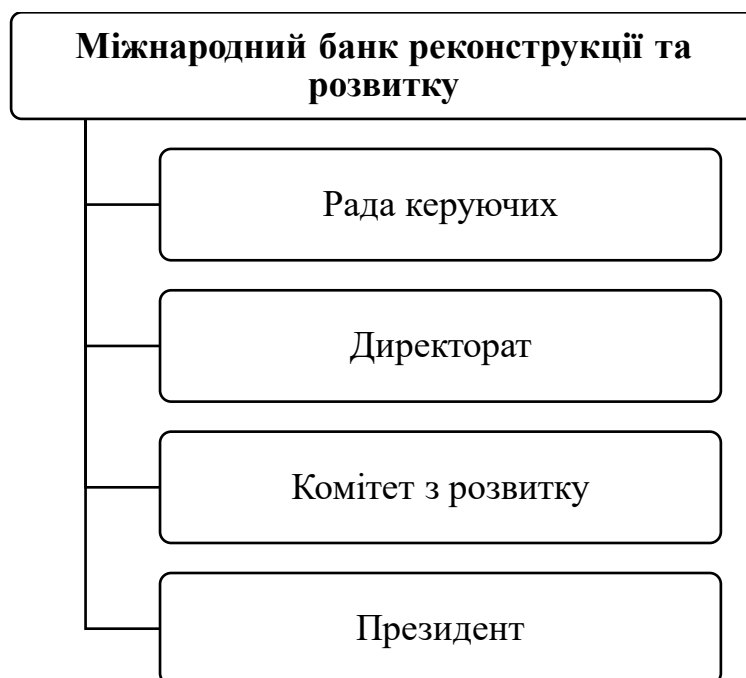 Міжнародний банк реконструкції та
розвитку
Рада керуючих
Директорат
Комітет з розвитку
Президент